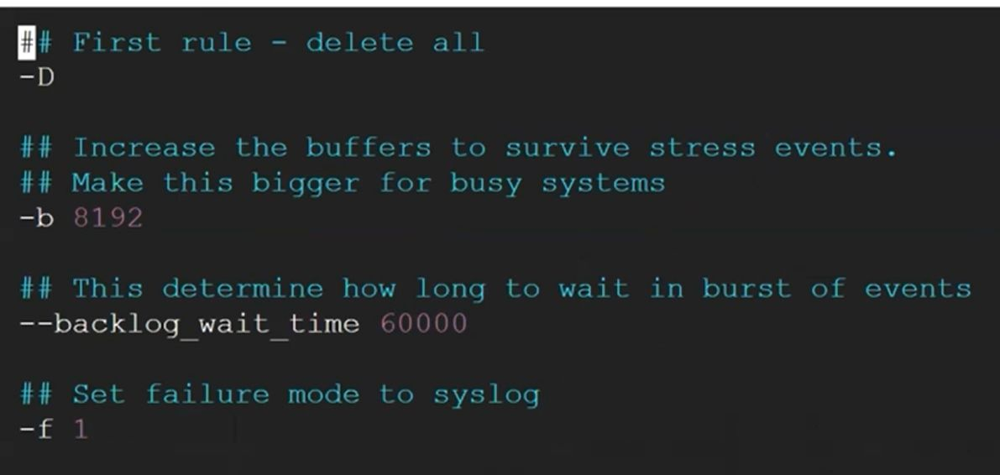 ## First rule - delete all
-D
## Increase the buffers to survive stress events.
## Make this bigger for busy systems
-b 8192
## This determine how long to wait in burst of events
--backlog_wait_time 60000
## Set failure mode to syslog
-f 1